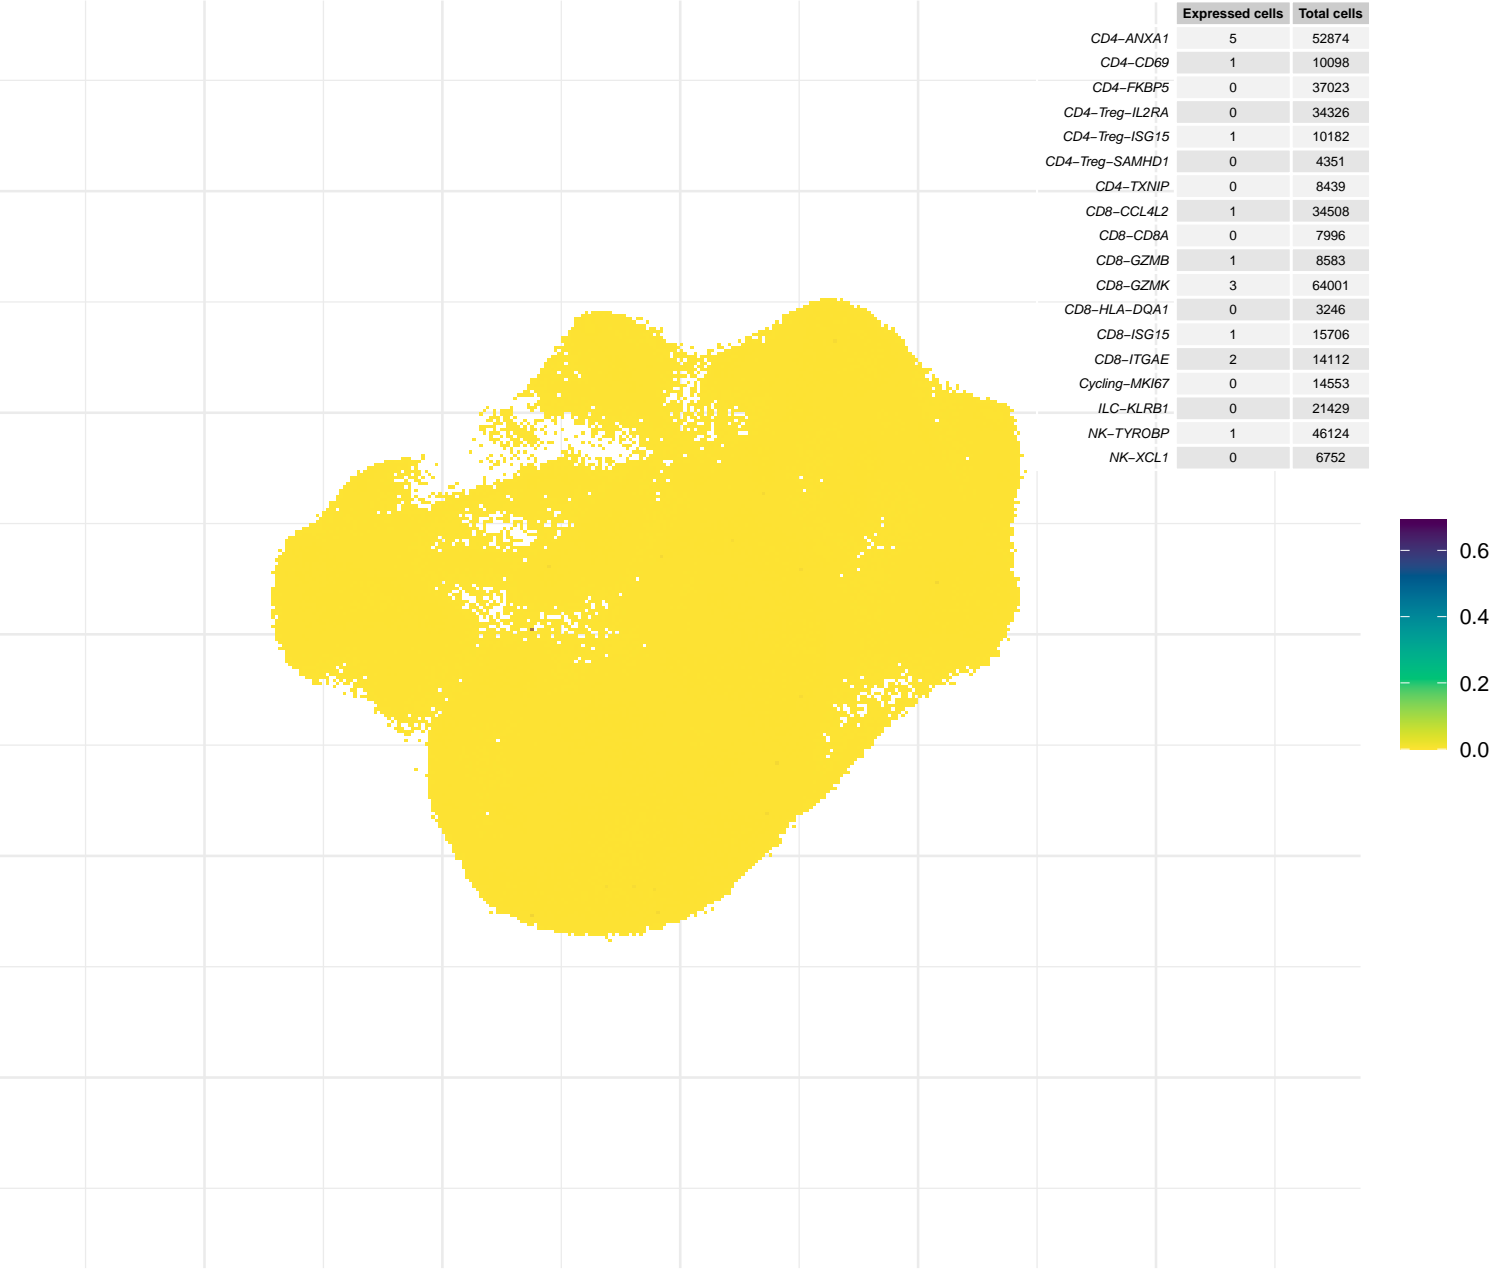 Expressed cells Total cells
CD4−ANXA1 5 52874
CD4−CD69 1 10098
CD4−FKBP5 0 37023
CD4−Treg−IL2RA 0 34326
CD4−Treg−ISG15 1 10182
CD4−Treg−SAMHD1 0 4351
CD4−TXNIP 0 8439
CD8−CCL4L2 1 34508
CD8−CD8A 0 7996
CD8−GZMB 1 8583
CD8−GZMK 3 64001
CD8−HLA−DQA1 0 3246
CD8−ISG15 1 15706
CD8−ITGAE 2 14112
Cycling−MKI67 0 14553
ILC−KLRB1 0 21429
NK−TYROBP 1 46124
NK−XCL1 0 6752
0.6
0.4
0.2
0.0